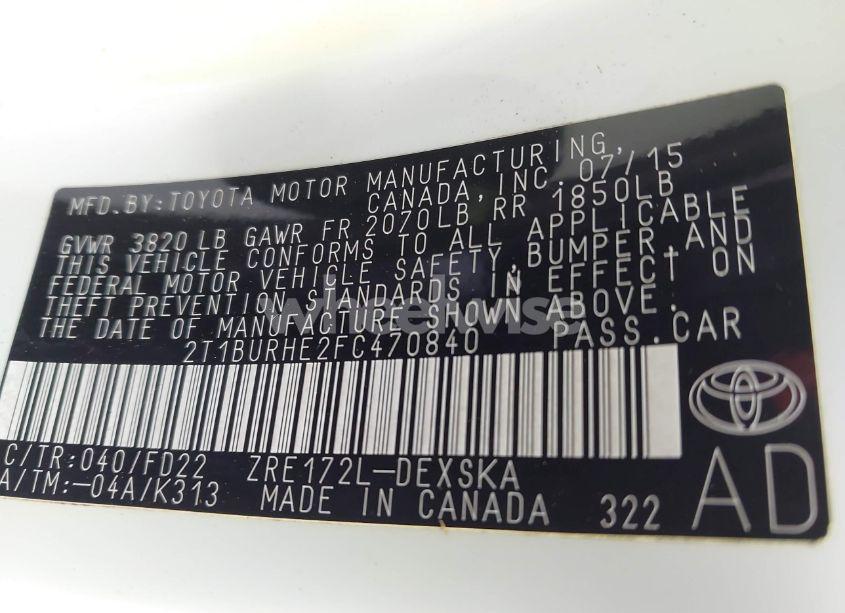 MFD.BY:TOYOTA MOTOR MANUFACTURING,
CANADA, INC. 07/15
GVWR 3820 LB GAWR FR 2070LB RR 1850LB
THIS VEHICLE CONFORMS TO ALL APPLICABLE
FEDERAL MOTOR VEHICLE SAFETY, BUMPER, AND
THEFT PREVENTION STANDARDS IN EFFECT ON
THE DATE OF MANUFACTURE SHOWN ABOVE.
2T1BURHE2FC470840 PASS.CAR
C/TR:040/FD22 ZRE172L-DEXSKA
A/TM:-04A/K313 MADE IN CANADA 322 AD